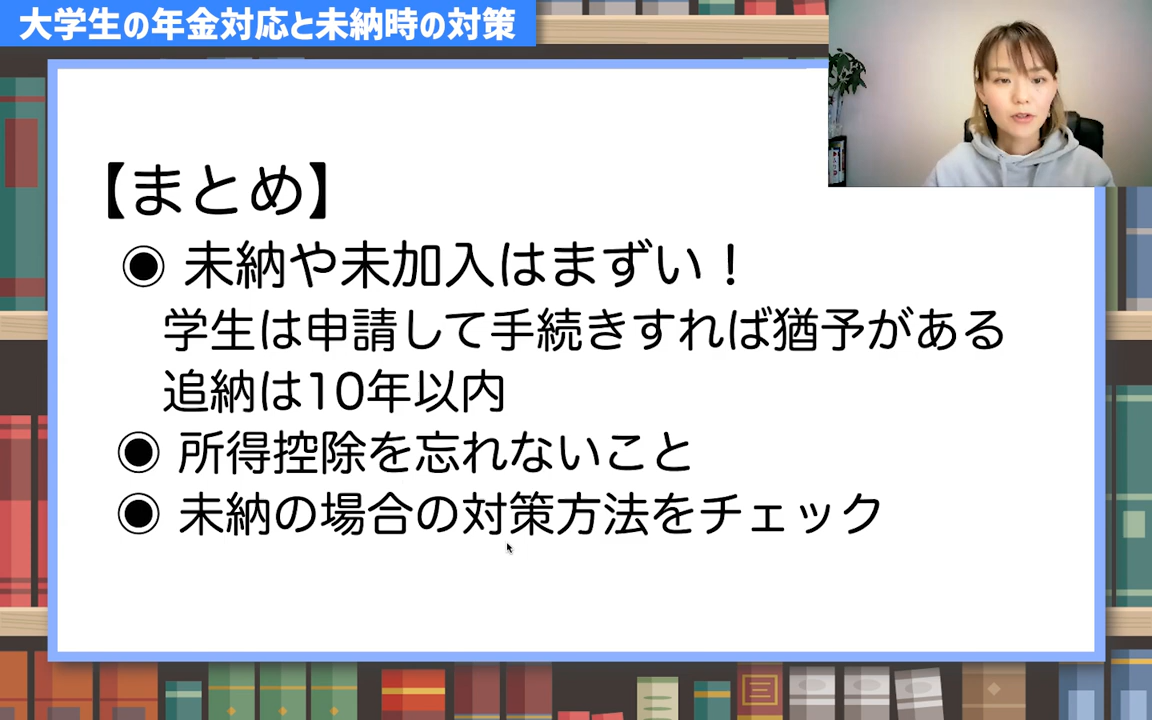 大学生の年金対応と未納時の対策
【まとめ】
◉ 未納や未加入はまずい！
学生は申請して手続きすれば猶予がある
追納は10年以内
◉ 所得控除を忘れないこと
◉ 未納の場合の対策方法をチェック